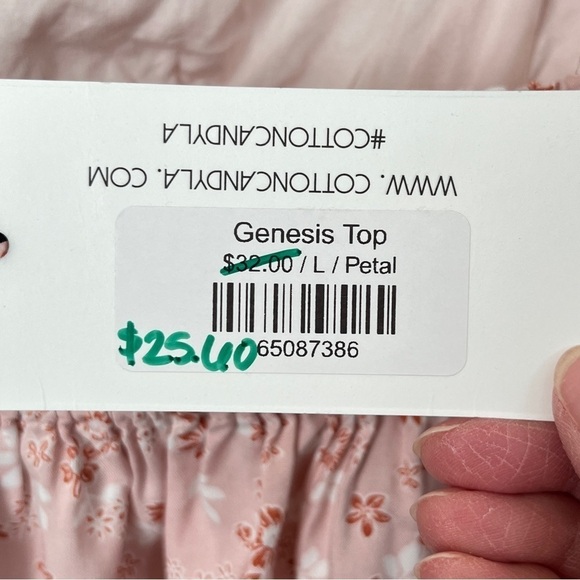 #COTTONCANDYLA
WWW. COTTONCANDYLA. COM
Genesis Top
$32.00 / L / Petal
$25.60
65087386